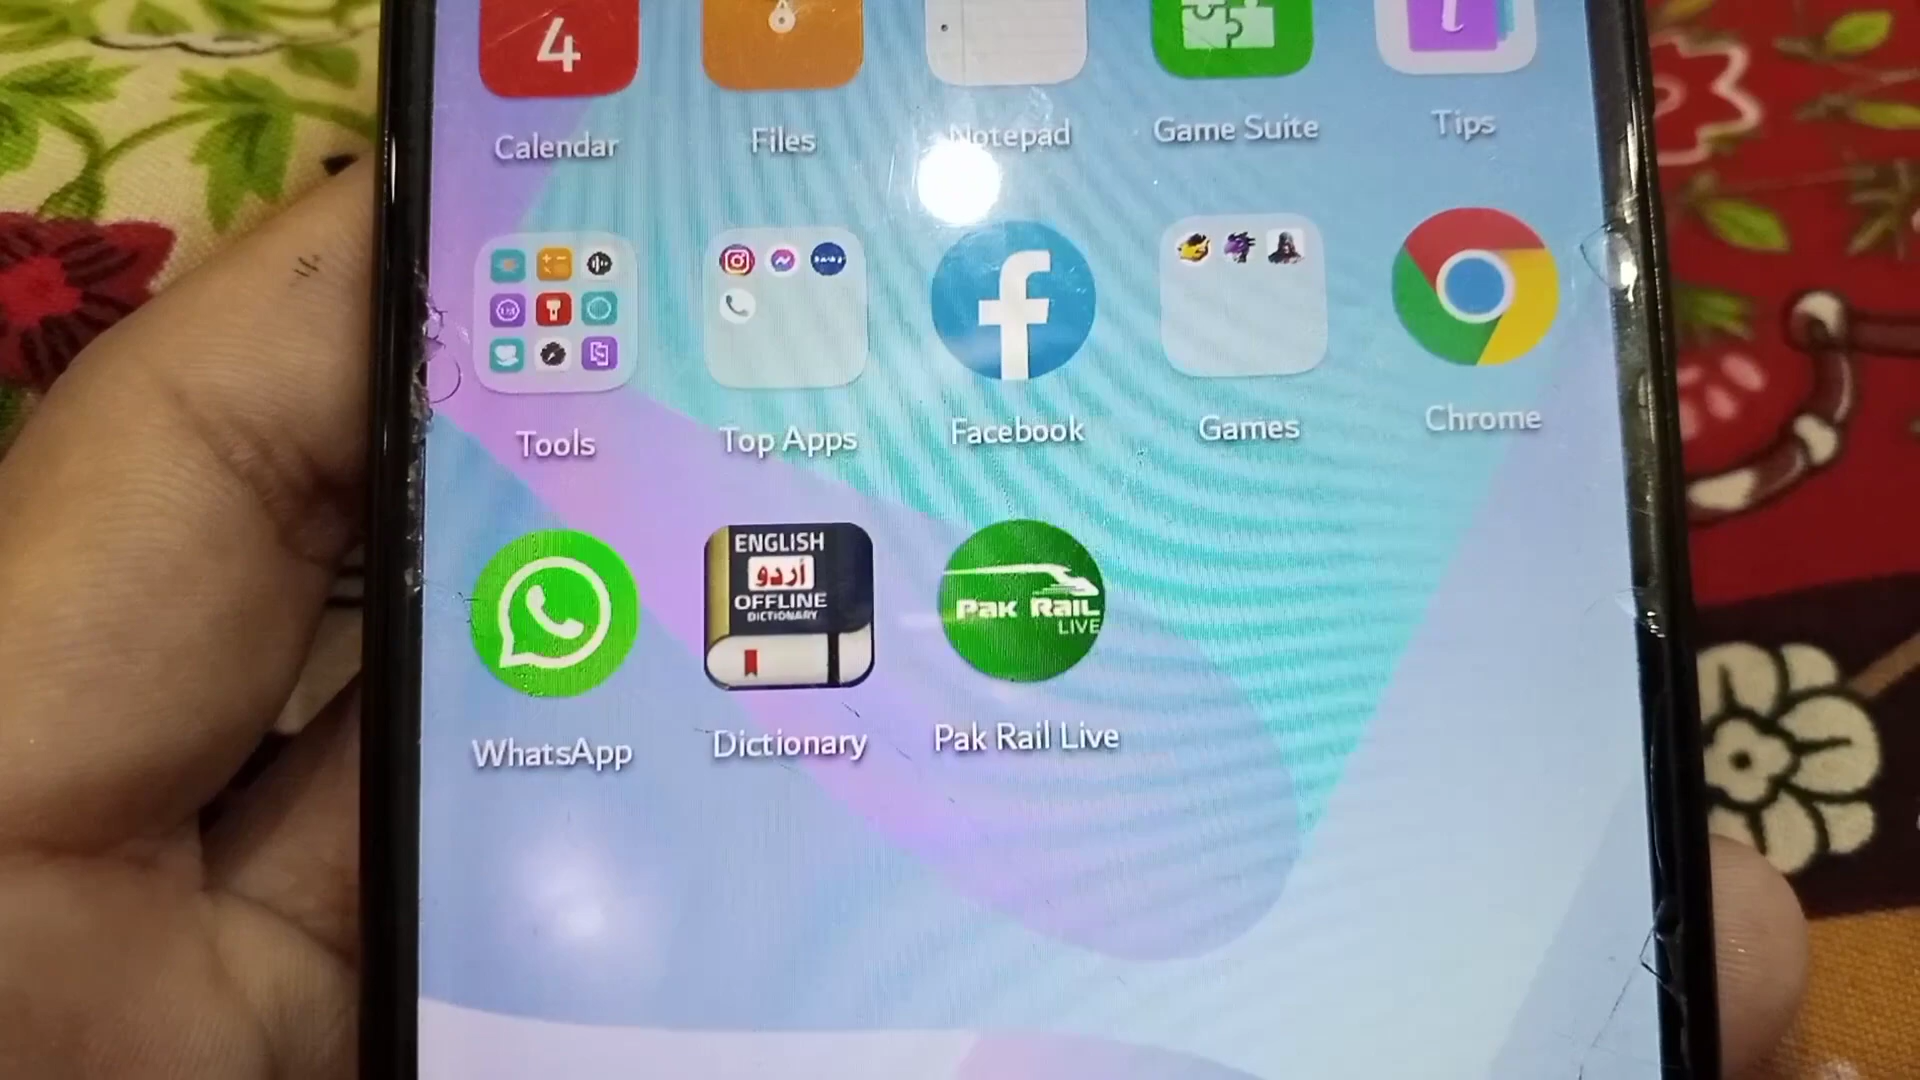 4
Calendar
Files
Notepad
Game Suite
Tips
Tools
Top Apps
Facebook
Games
Chrome
ENGLISH
اُردو
OFFLINE
DICTIONARY
Pak Rail
LIVE
WhatsApp
Dictionary
Pak Rail Live